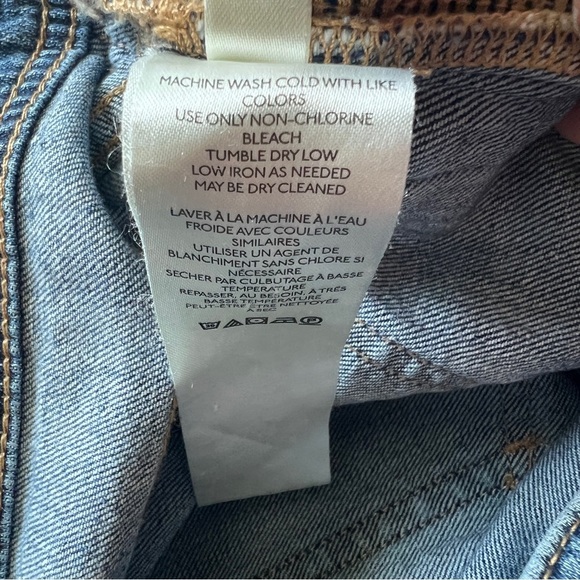 MACHINE WASH COLD WITH LIKE
COLORS
USE ONLY NON-CHLORINE
BLEACH
TUMBLE DRY LOW
LOW IRON AS NEEDED
MAY BE DRY CLEANED
LAVER À LA MACHINE À L'EAU
FROIDE AVEC COULEURS
SIMILAIRES
UTILISER UN AGENT DE
BLANCHIMENT SANS CHLORE SI
NÉCESSAIRE
SECHER PAR CULBUTAGE À BASSE
TEMPERATURE
REPASSER, AU BESOIN, À TRÈS
BASSE TEMPÉRATURE
PEUT-ÊTRE ÊTRE NETTOYÉE
A SEC
P